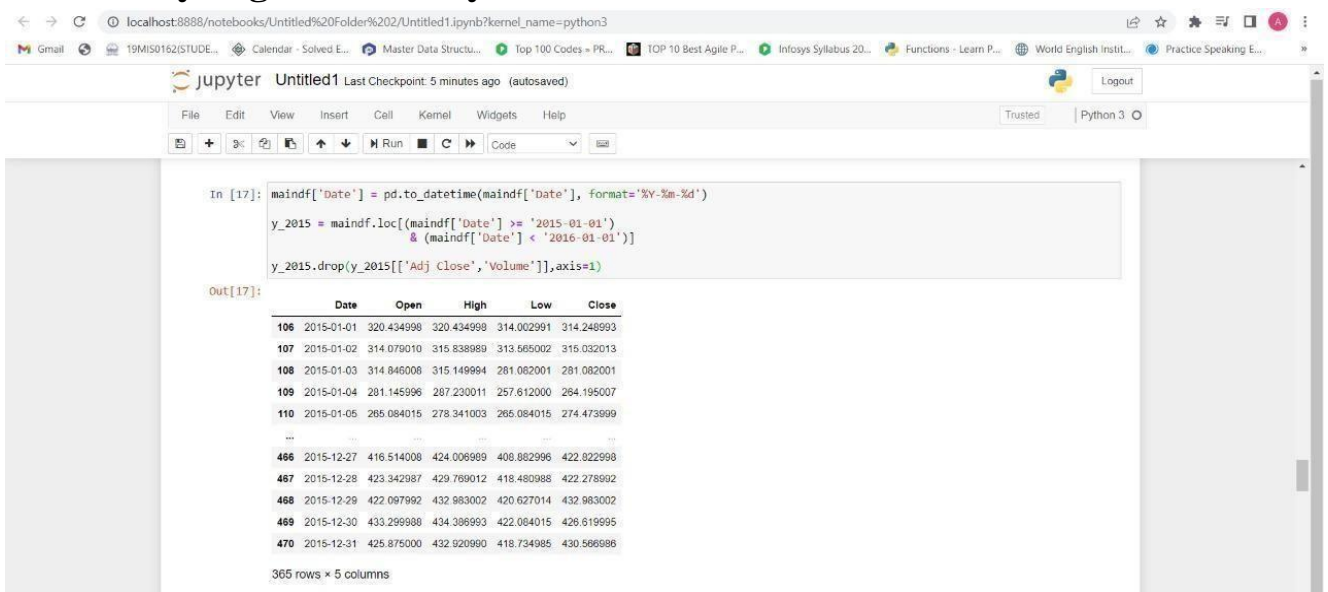 localhost:8888/notebooks/Untitled%20Folder%202/Untitled1.ipynb?kernel_name=python3
A
Gmail 19MIS0162(STUDE... Calendar - Solved E... Master Data Structu... Top 100 Codes » PR... TOP 10 Best Agile P... Infosys Syllabus 20... Functions - Learn P... World English Instit... Practice Speaking E... »
jupyter Untitled1 Last Checkpoint: 5 minutes ago (autosaved) Logout
File Edit View Insert Cell Kernel Widgets Help Trusted Python 3
Run Code
In [17]: maindf['Date'] = pd.to_datetime(maindf['Date'], format='%Y-%m-%d')
y_2015 = maindf.loc[(maindf['Date'] >= '2015-01-01')
& (maindf['Date'] < '2016-01-01')]
y_2015.drop(y_2015[['Adj Close','Volume']],axis=1)
Out[17]:
Date Open High Low Close
106 2015-01-01 320.434998 320.434998 314.002991 314.248993
107 2015-01-02 314.079010 315.838989 313.565002 315.032013
108 2015-01-03 314.846008 315.149994 281.082001 281.082001
109 2015-01-04 281.145996 287.230011 257.612000 264.195007
110 2015-01-05 265.084015 278.341003 265.084015 274.473999
... ... ... ... ... ...
466 2015-12-27 416.514008 424.006989 408.882996 422.822998
467 2015-12-28 423.342987 429.769012 418.480988 422.278992
468 2015-12-29 422.097992 432.983002 420.627014 432.983002
469 2015-12-30 433.299988 434.386993 422.084015 426.619995
470 2015-12-31 425.875000 432.920990 418.734985 430.566986
365 rows × 5 columns